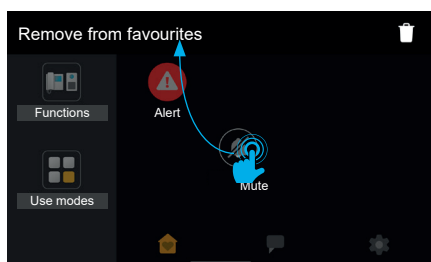 Remove from favourites
Functions
Alert
Mute
Use modes